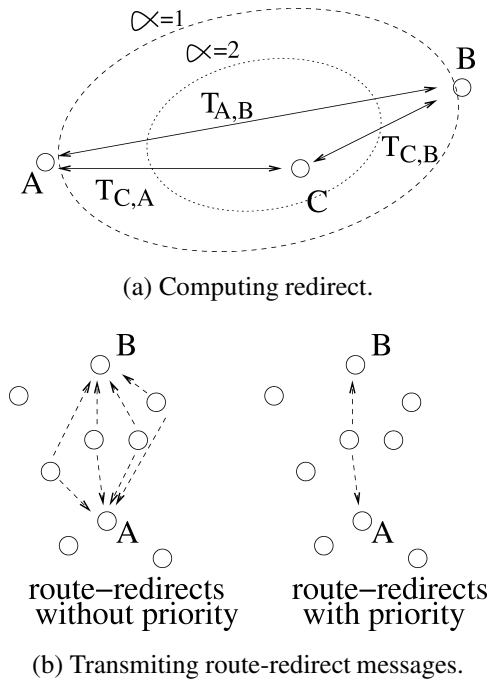 ∝=1
∝=2
B
T_{A,B}
T_{C,B}
A
T_{C,A}
C
(a) Computing redirect.
B
B
A
A
route−redirects
without priority
route−redirects
with priority
(b) Transmiting route-redirect messages.